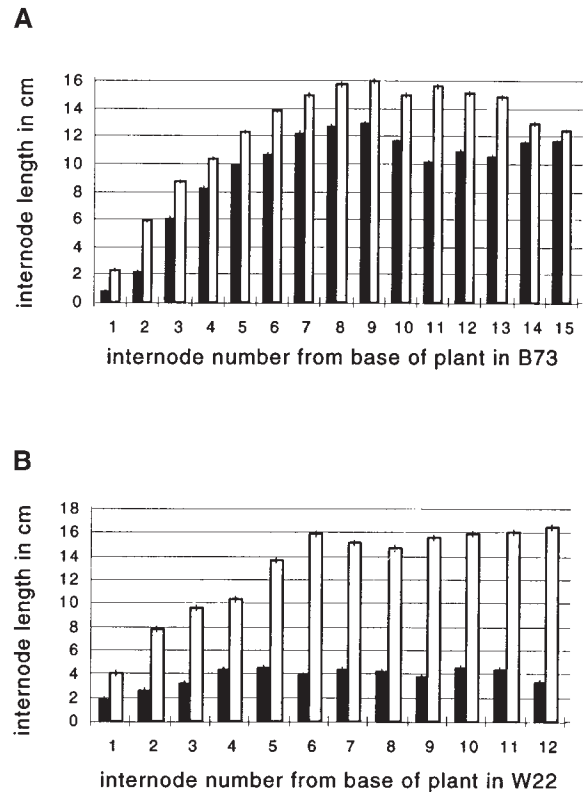 A
internode length in cm
16
14
12
10
8
6
4
2
0
1 2 3 4 5 6 7 8 9 10 11 12 13 14 15
internode number from base of plant in B73
B
internode length in cm
18
16
14
12
10
8
6
4
2
0
1 2 3 4 5 6 7 8 9 10 11 12
internode number from base of plant in W22